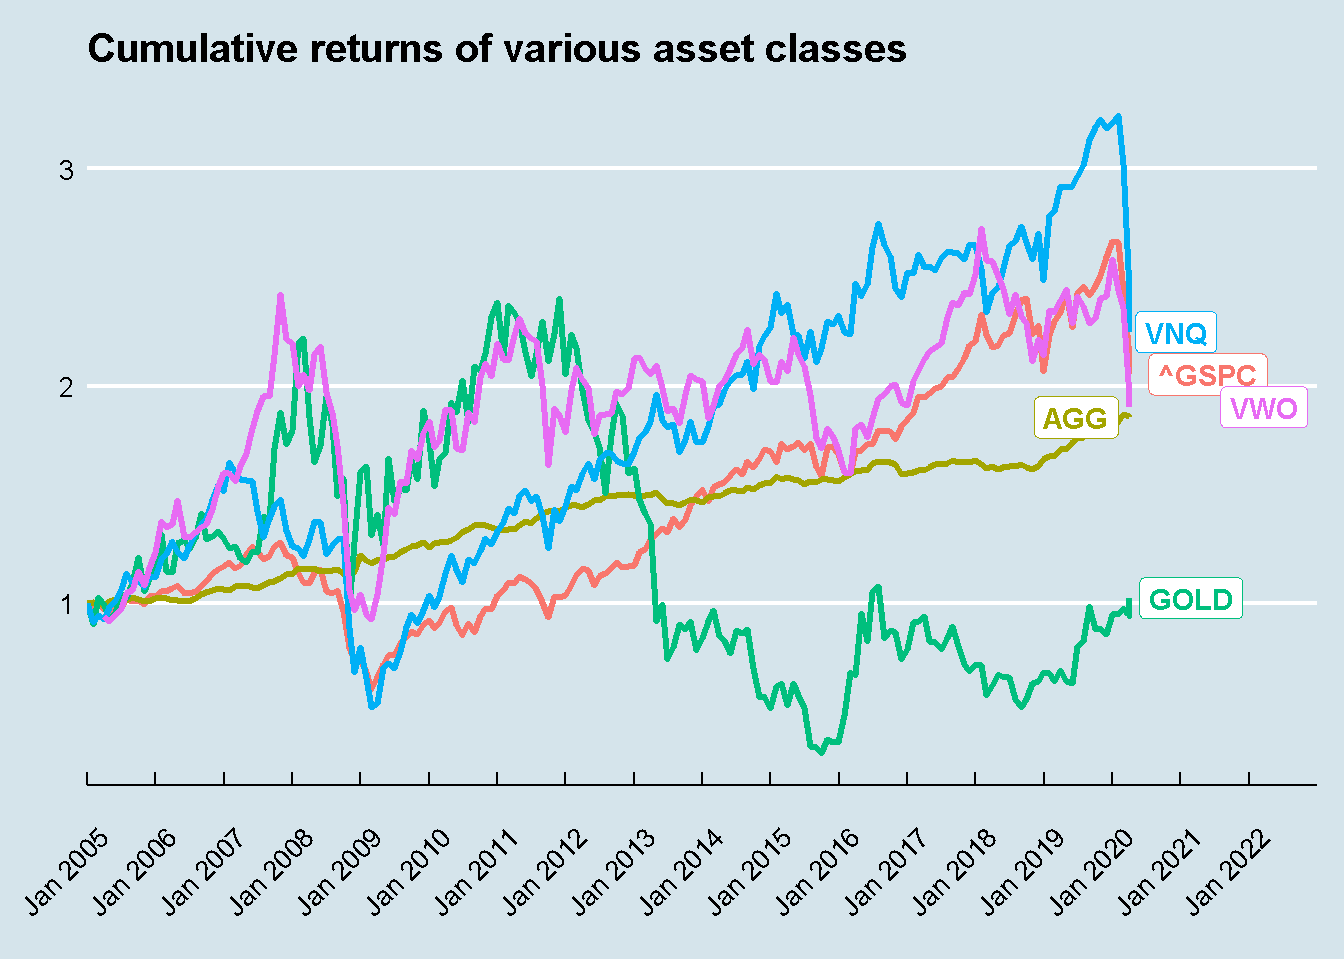 Cumulative returns of various asset classes
3
2
1
VNQ
^GSPC
VWO
AGG
GOLD
Jan 2005
Jan 2006
Jan 2007
Jan 2008
Jan 2009
Jan 2010
Jan 2011
Jan 2012
Jan 2013
Jan 2014
Jan 2015
Jan 2016
Jan 2017
Jan 2018
Jan 2019
Jan 2020
Jan 2021
Jan 2022